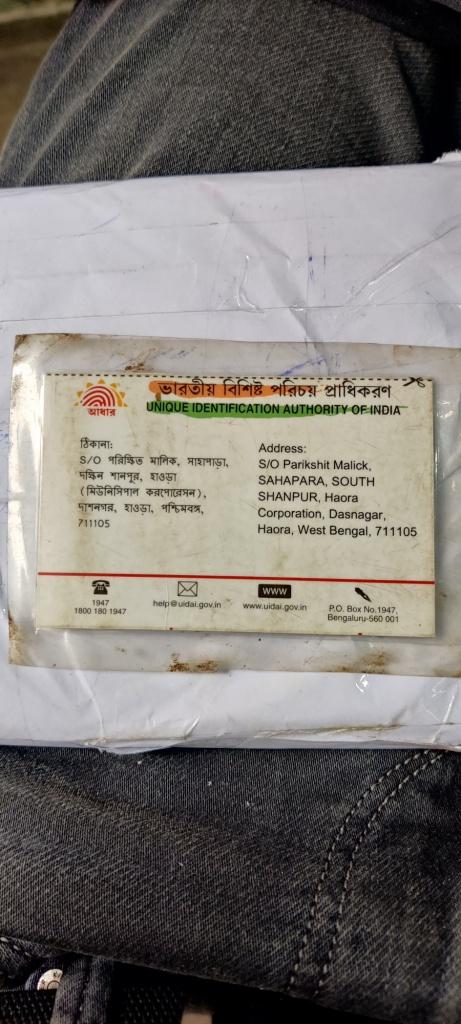 ভারতীয় বিশিষ্ট পরিচয় প্রাধিকরণ
UNIQUE IDENTIFICATION AUTHORITY OF INDIA
আধার
ঠিকানা:
S/O পরিক্ষিত মালিক, সাহাপাড়া,
দক্ষিন শানপুর, হাওড়া
(মিউনিসিপাল করপোরেসন),
দাশনগর, হাওড়া, পশ্চিমবঙ্গ,
711105
Address:
S/O Parikshit Malick,
SAHAPARA, SOUTH
SHANPUR, Haora
Corporation, Dasnagar,
Haora, West Bengal, 711105
1947
1800 180 1947
help@uidai.gov.in
WWW
www.uidai.gov.in
P.O. Box No.1947,
Bengaluru-560 001